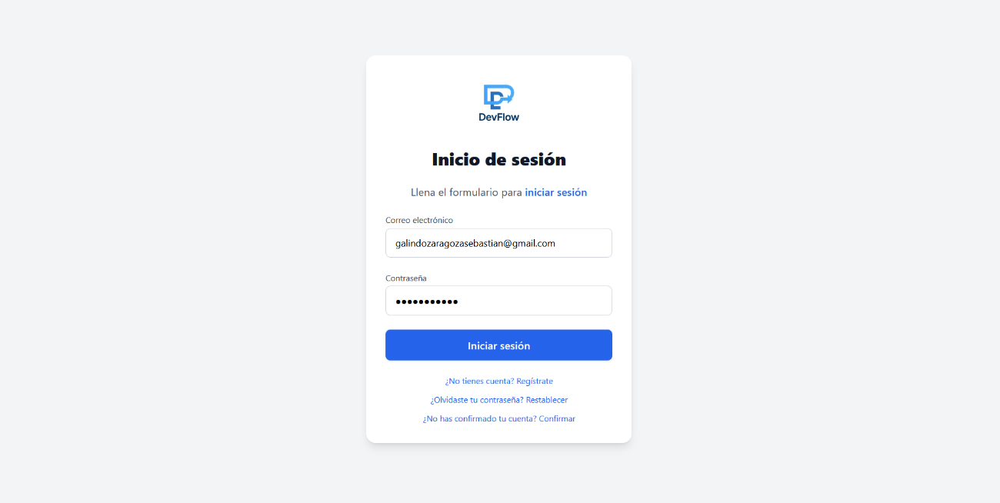 DevFlow
Inicio de sesión
Llena el formulario para iniciar sesión
Correo electrónico
galindozaragozasebastian@gmail.com
Contraseña
•••••••••••
Iniciar sesión
¿No tienes cuenta? Regístrate
¿Olvidaste tu contraseña? Restablecer
¿No has confirmado tu cuenta? Confirmar